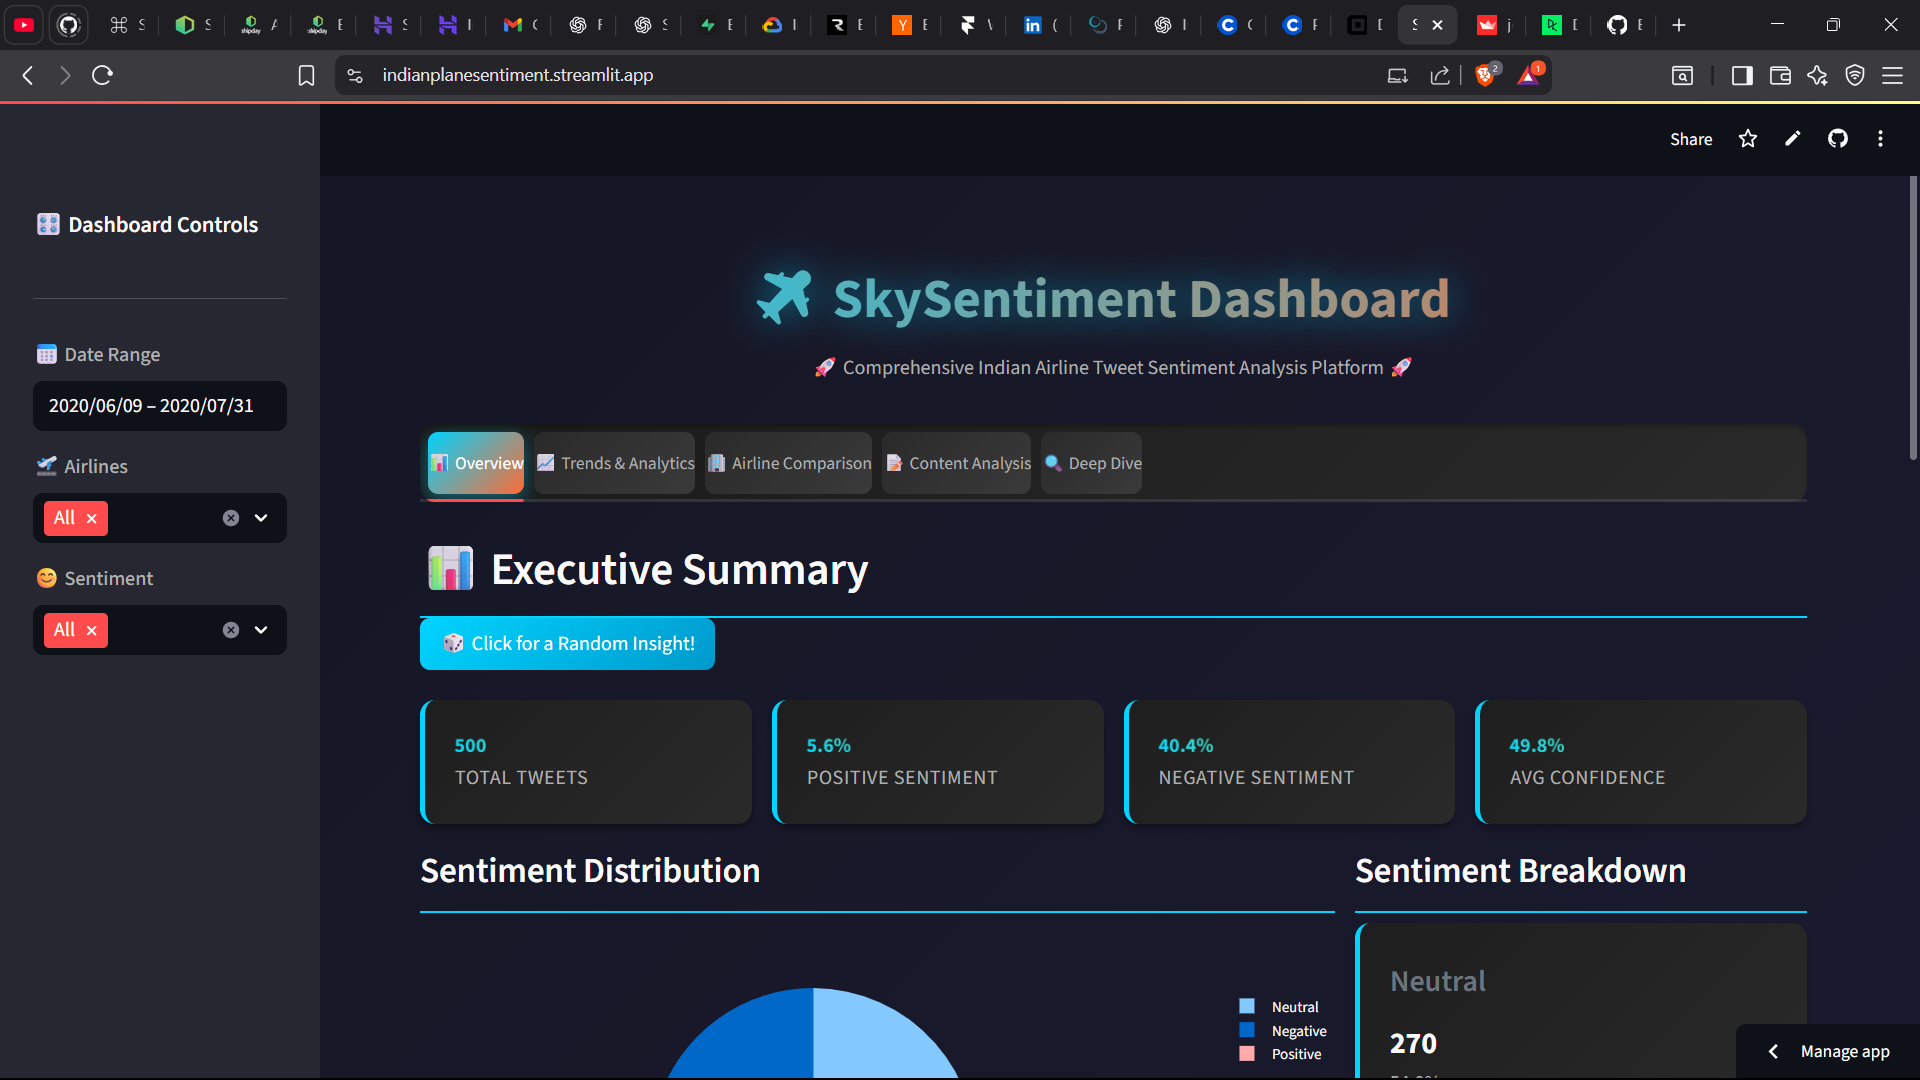 indianplanesentiment.streamlit.app
2
1
Share
Dashboard Controls
Date Range
2020/06/09 – 2020/07/31
Airlines
All
Sentiment
All
SkySentiment Dashboard
Comprehensive Indian Airline Tweet Sentiment Analysis Platform
Overview
Trends & Analytics
Airline Comparison
Content Analysis
Deep Dive
Executive Summary
Click for a Random Insight!
500
TOTAL TWEETS
5.6%
POSITIVE SENTIMENT
40.4%
NEGATIVE SENTIMENT
49.8%
AVG CONFIDENCE
Sentiment Distribution
Neutral
Negative
Positive
Sentiment Breakdown
Neutral
270
Manage app